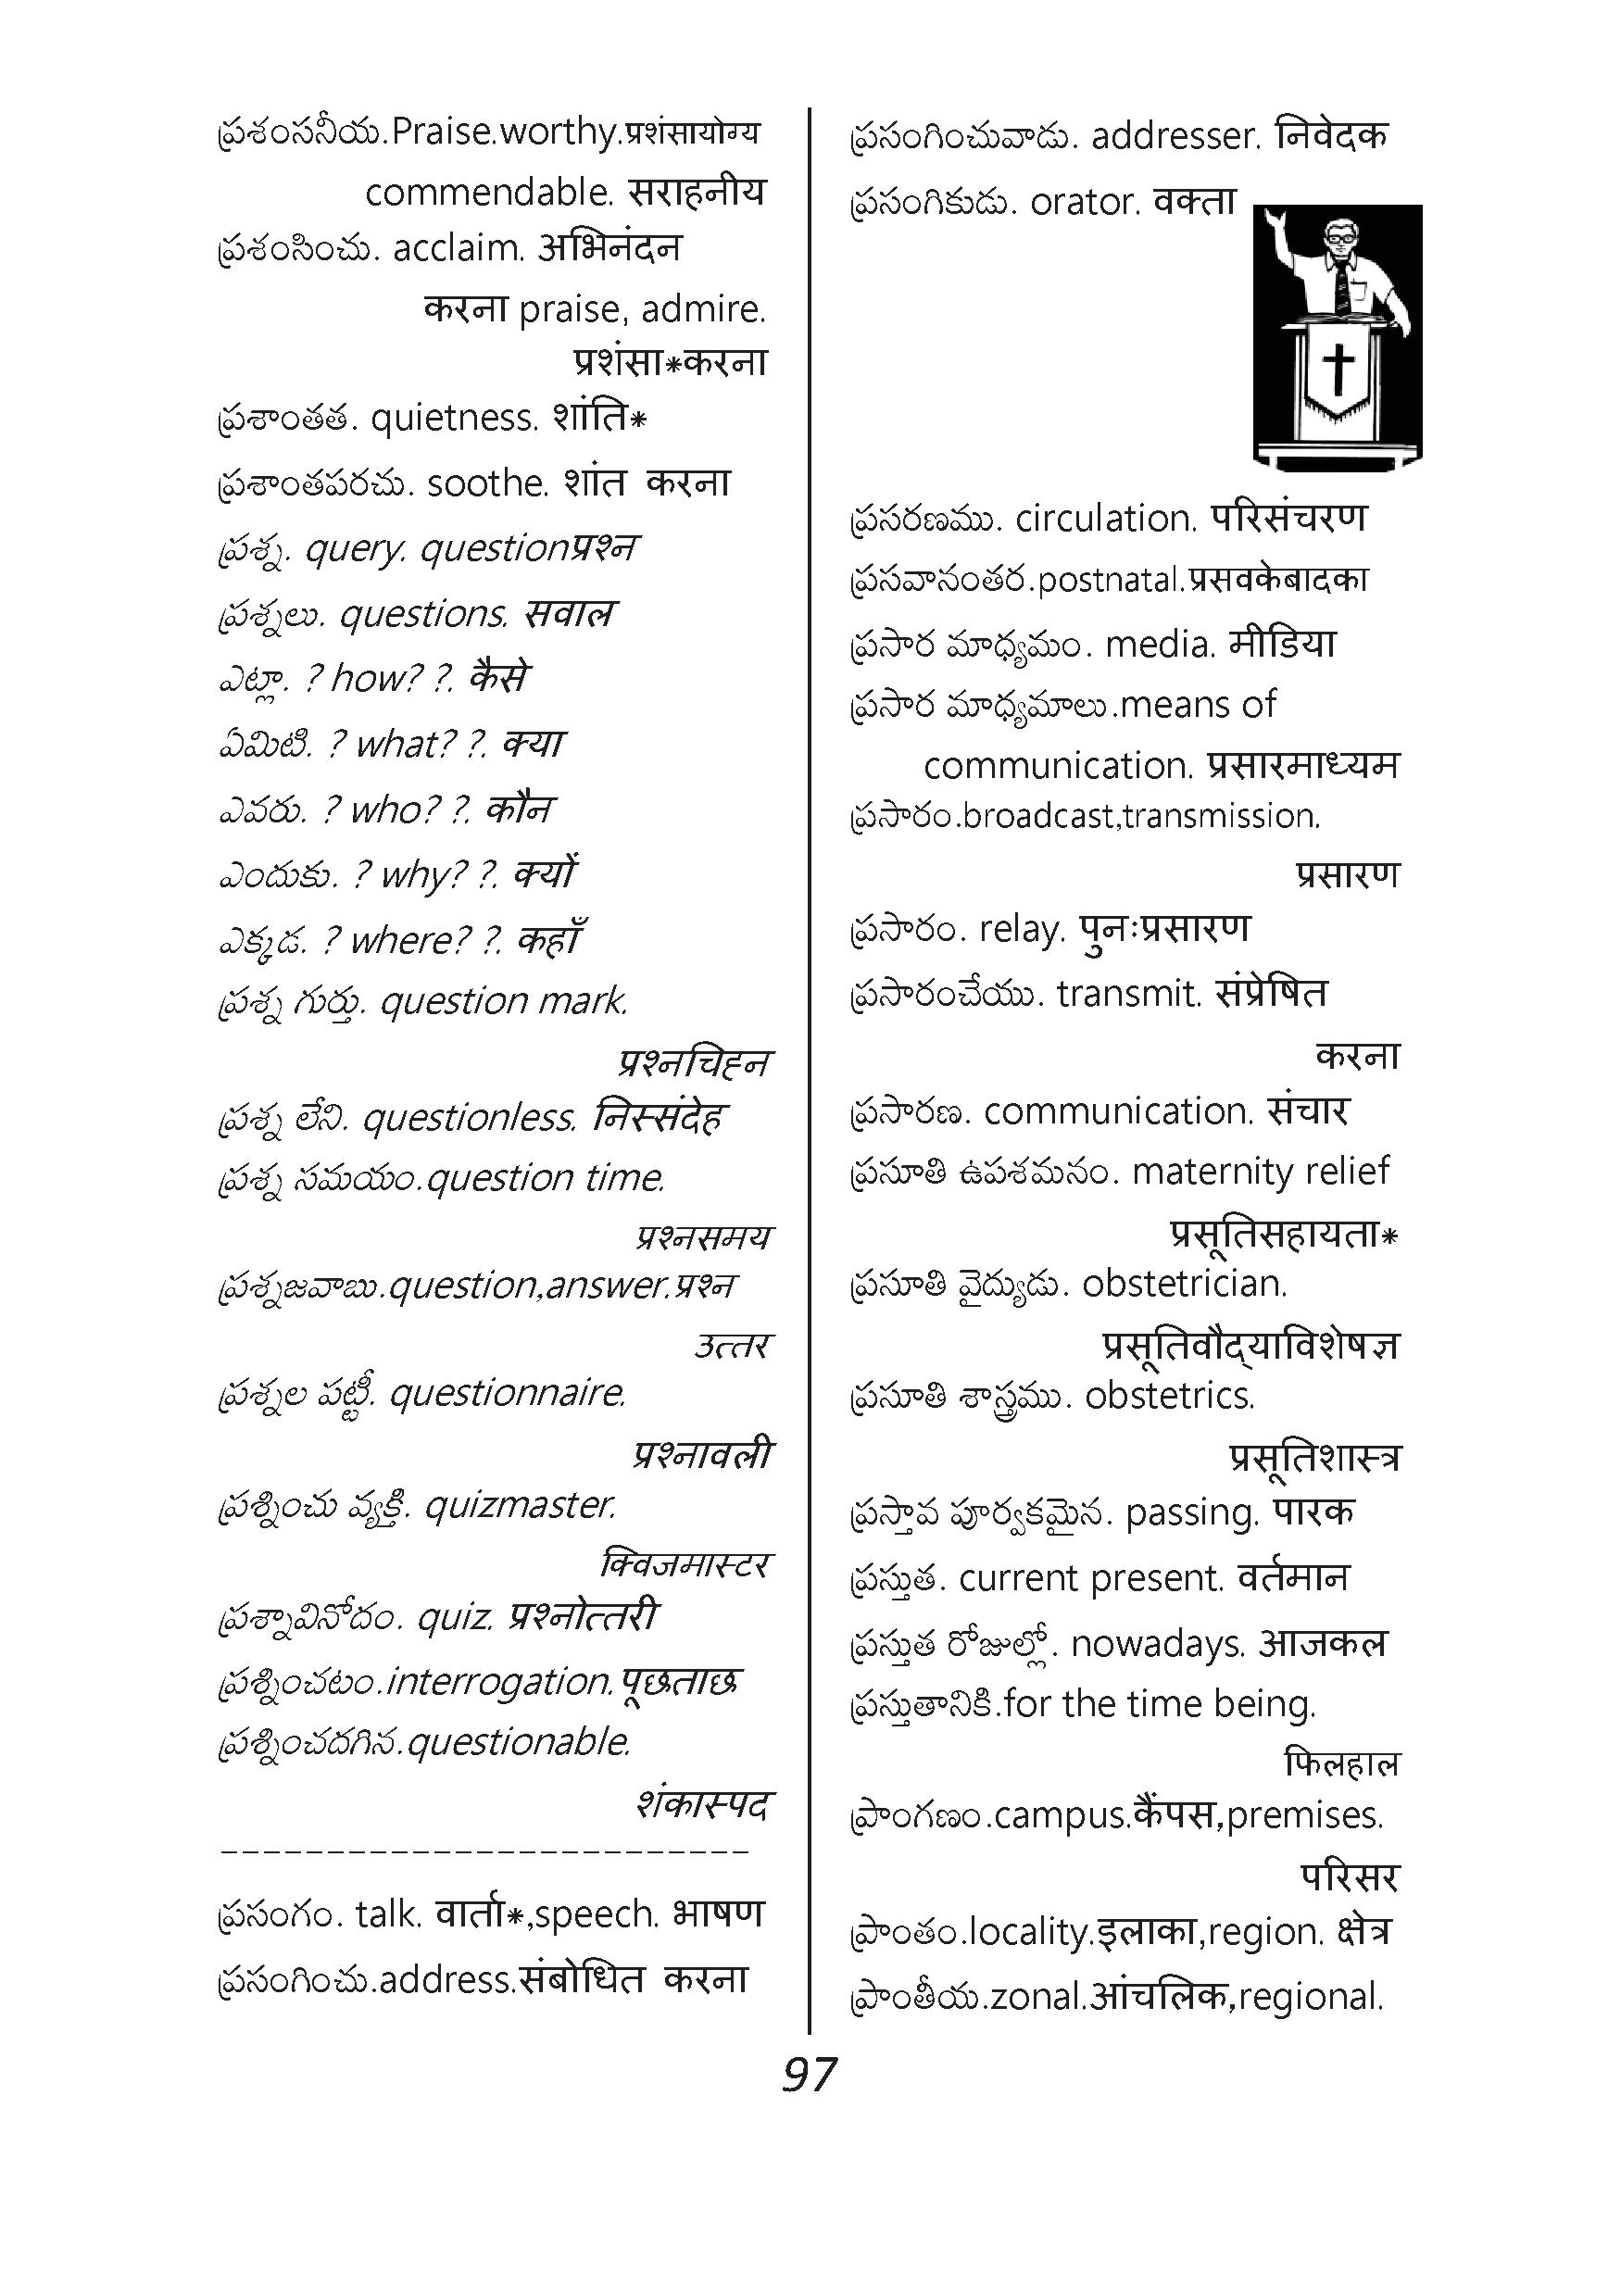 ప్రశంసనీయ.Praise.worthy.प्रशंसायोग्य
commendable. सराहनीय
ప్రశంసించు. acclaim. अभिनंदन
करना praise, admire.
प्रशंसा*करना
ప్రశాంతత. quietness. शांति*
ప్రశాంతపరచు. soothe. शांत करना
ప్రశ్న. query. questionप्रश्न
ప్రశ్నలు. questions. सवाल
ఎట్లా. ? how? ?. कैसे
ఏమిటి. ? what? ?. क्या
ఎవరు. ? who? ?. कौन
ఎందుకు. ? why? ?. क्यों
ఎక్కడ. ? where? ?. कहाँ
ప్రశ్న గుర్తు. question mark.
प्रश्नचिह्न
ప్రశ్న లేని. questionless. निस्संदेह
ప్రశ్న సమయం.question time.
प्रश्नसमय
ప్రశ్నజవాబు.question,answer.प्रश्न
उत्तर
ప్రశ్నల పట్టీ. questionnaire.
प्रश्नावली
ప్రశ్నించు వ్యక్తి. quizmaster.
क्विजमास्टर
ప్రశ్నావినోదం. quiz. प्रश्नोत्तरी
ప్రశ్నించటం.interrogation.पूछताछ
ప్రశ్నించదగిన.questionable.
शंकास्पद
-------------------------
ప్రసంగం. talk. वार्ता*,speech. भाषण
ప్రసంగించు.address.संबोधित करना
ప్రసంగించువాడు. addresser. निवेदक
ప్రసంగికుడు. orator. वक्ता
ప్రసరణము. circulation. परिसंचरण
ప్రసవానంతర.postnatal.प्रसवकेबादका
ప్రసార మాధ్యమం. media. मीडिया
ప్రసార మాధ్యమాలు.means of
communication. प्रसारमाध्यम
ప్రసారం.broadcast,transmission.
प्रसारण
ప్రసారం. relay. पुनःप्रसारण
ప్రసారంచేయు. transmit. संप्रेषित
करना
ప్రసారణ. communication. संचार
ప్రసూతి ఉపశమనం. maternity relief
प्रसूतिसहायता*
ప్రసూతి వైద్యుడు. obstetrician.
प्रसूतिवौद्‌याविशेषज्ञ
ప్రసూతి శాస్త్రము. obstetrics.
प्रसूतिशास्त्र
ప్రస్తావ పూర్వకమైన. passing. पारक
ప్రస్తుత. current present. वर्तमान
ప్రస్తుత రోజుల్లో. nowadays. आजकल
ప్రస్తుతానికి.for the time being.
फिलहाल
ప్రాంగణం.campus.कैंपस,premises.
परिसर
ప్రాంతం.locality.इलाका,region. क्षेत्र
ప్రాంతీయ.zonal.आंचलिक,regional.
97